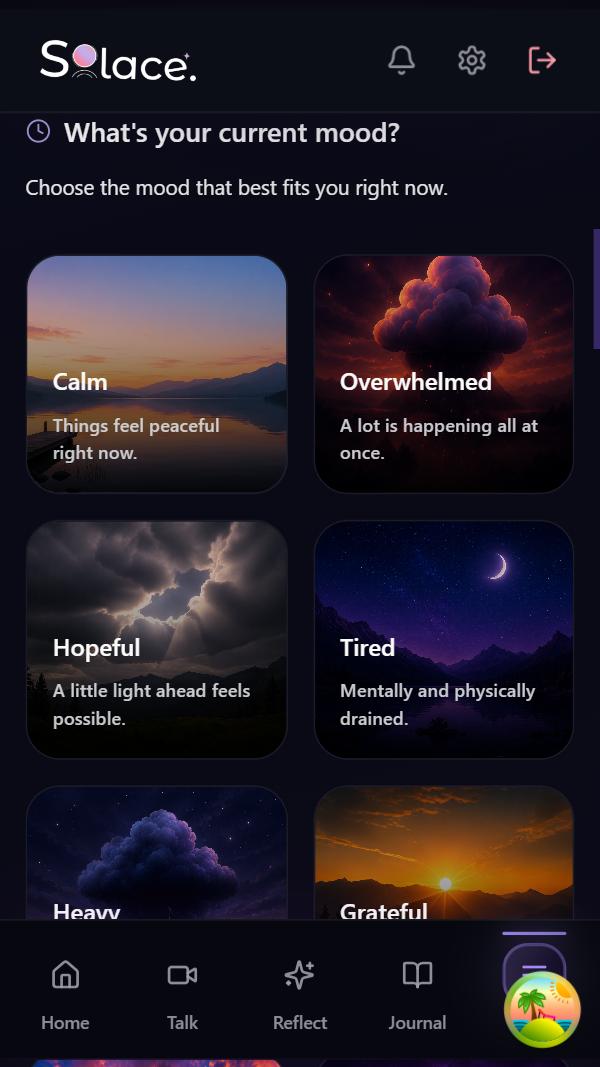 Solace.
What's your current mood?
Choose the mood that best fits you right now.
Calm
Things feel peaceful
right now.
Overwhelmed
A lot is happening all at
once.
Hopeful
A little light ahead feels
possible.
Tired
Mentally and physically
drained.
Heavy
Grateful
Home
Talk
Reflect
Journal